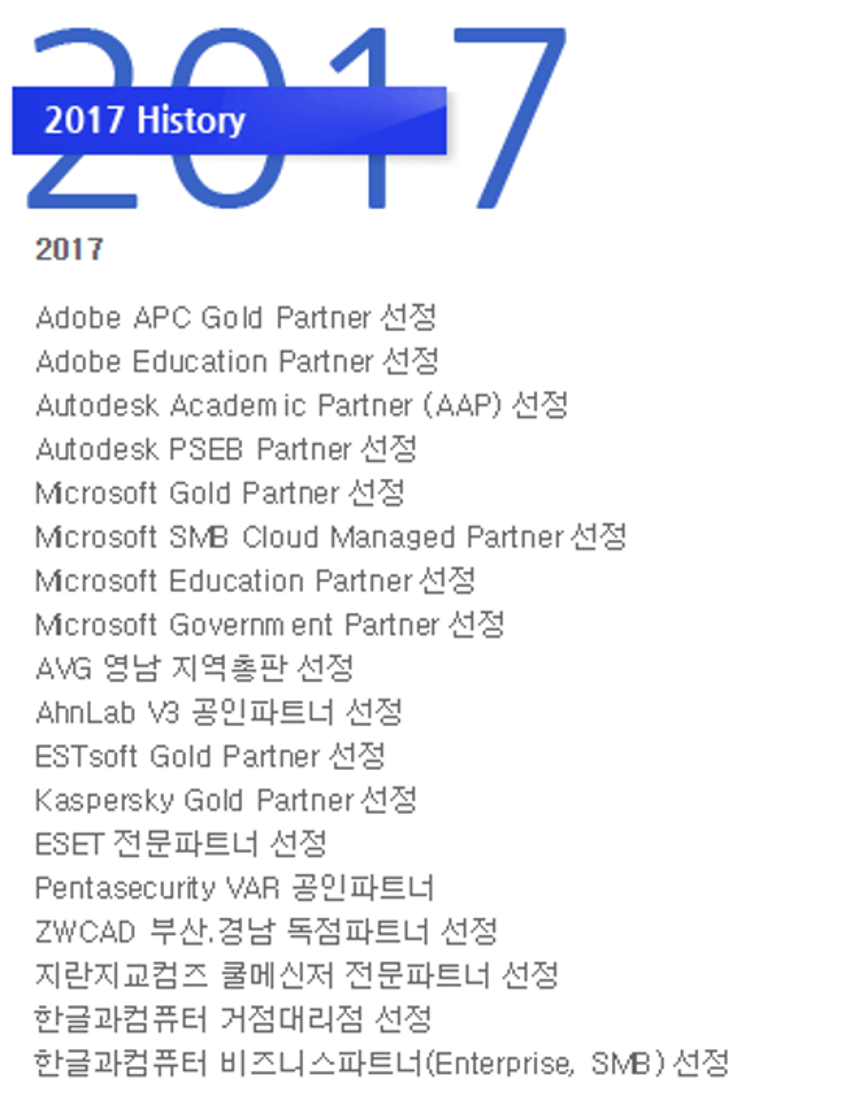 2017
2017 History
2017
Adobe APC Gold Partner 선정
Adobe Education Partner 선정
Autodesk Academic Partner (AAP) 선정
Autodesk PSEB Partner 선정
Microsoft Gold Partner 선정
Microsoft SMB Cloud Managed Partner 선정
Microsoft Education Partner 선정
Microsoft Government Partner 선정
AVG 영남 지역총판 선정
AhnLab V3 공인파트너 선정
ESTsoft Gold Partner 선정
Kaspersky Gold Partner 선정
ESET 전문파트너 선정
Pentasecurity VAR 공인파트너
ZWCAD 부산.경남 독점파트너 선정
지란지교컴즈 쿨메신저 전문파트너 선정
한글과컴퓨터 거점대리점 선정
한글과컴퓨터 비즈니스파트너(Enterprise, SMB) 선정